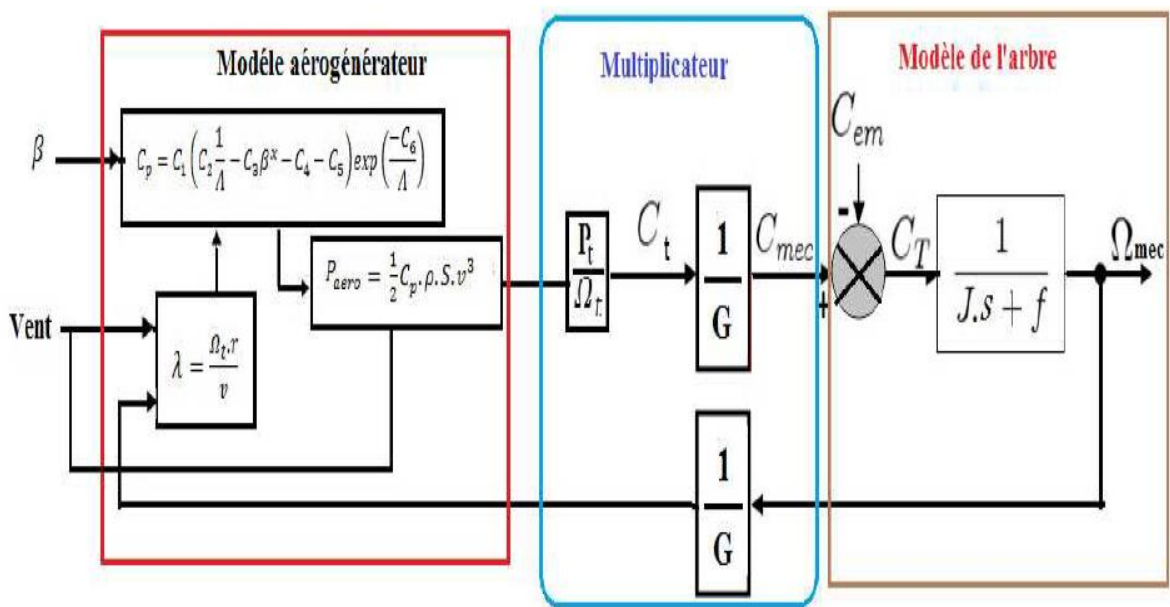 Modéle aérogénérateur
β
C_p = C_1 (C_2 1/Λ − C_3 β^x − C_4 − C_5) exp (−C_6/Λ)
P_aero = 1/2 C_p . ρ . S . v^3
Vent
λ = Ω_t . r / v
Multiplicateur
P_t / Ω_t
C_t
1 / G
C_mec
1 / G
Modèle de l'arbre
C_em
-
+
C_T
1 / J.s + f
Ω_mec